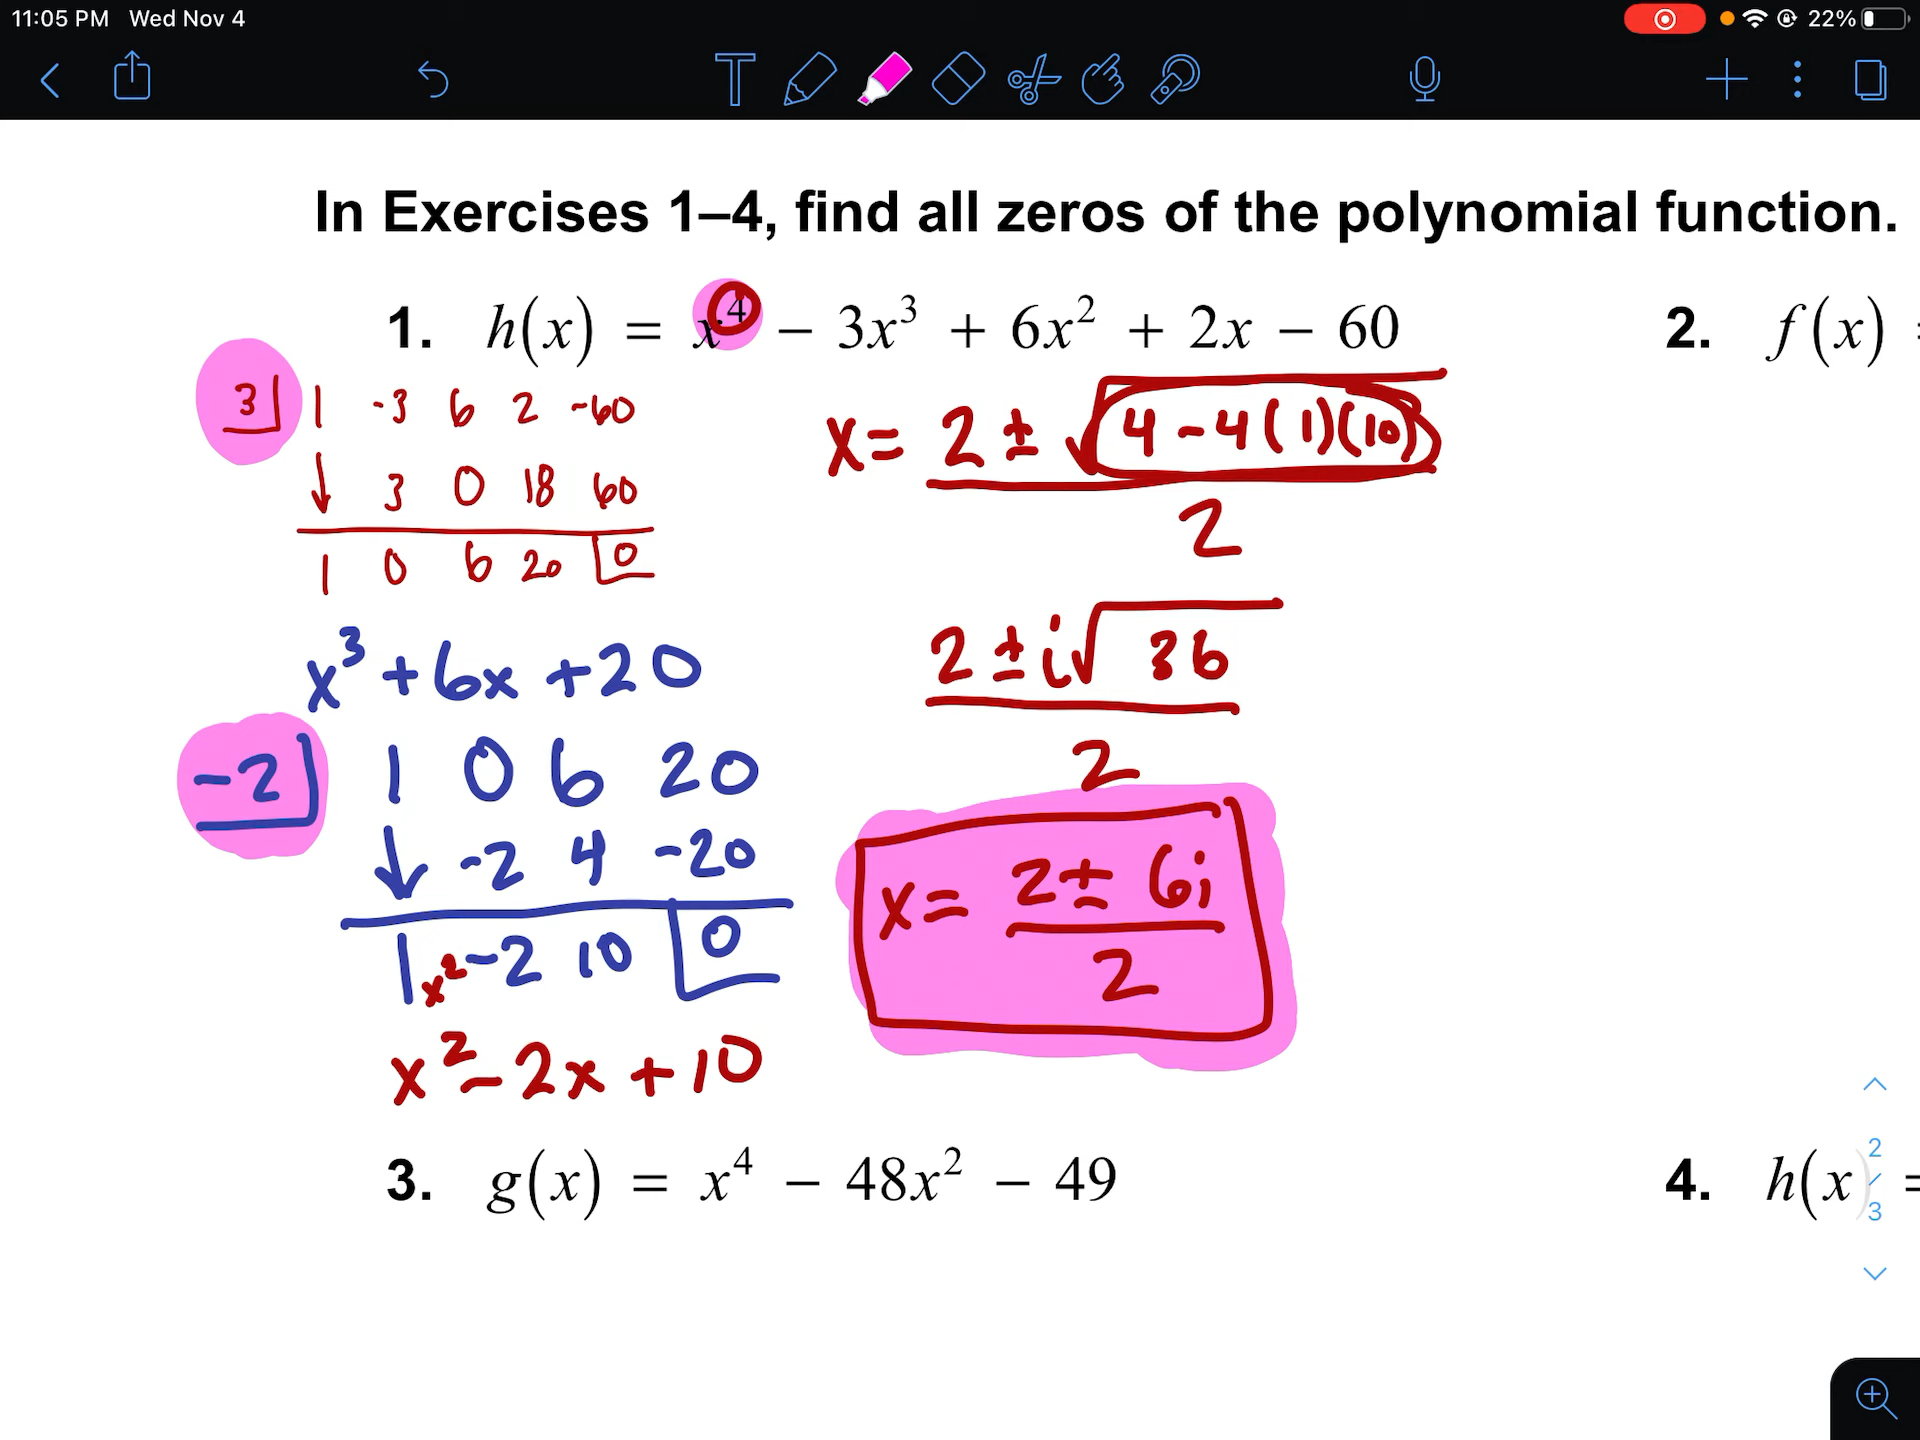 11:05 PM Wed Nov 4
22%
In Exercises 1–4, find all zeros of the polynomial function.
1. h(x) = x⁴ − 3x³ + 6x² + 2x − 60
2. f(x) =
3 1 -3 6 2 -60
↓ 3 0 18 60
1 0 6 20 0
x³ + 6x + 20
-2 1 0 6 20
↓ -2 4 -20
1 x² -2 10 0
x² - 2x + 10
x = 2 ± √4 - 4(1)(10)
2
2 ± i√36
2
x = 2 ± 6i
2
3. g(x) = x⁴ − 48x² − 49
4. h(x) =
2/3